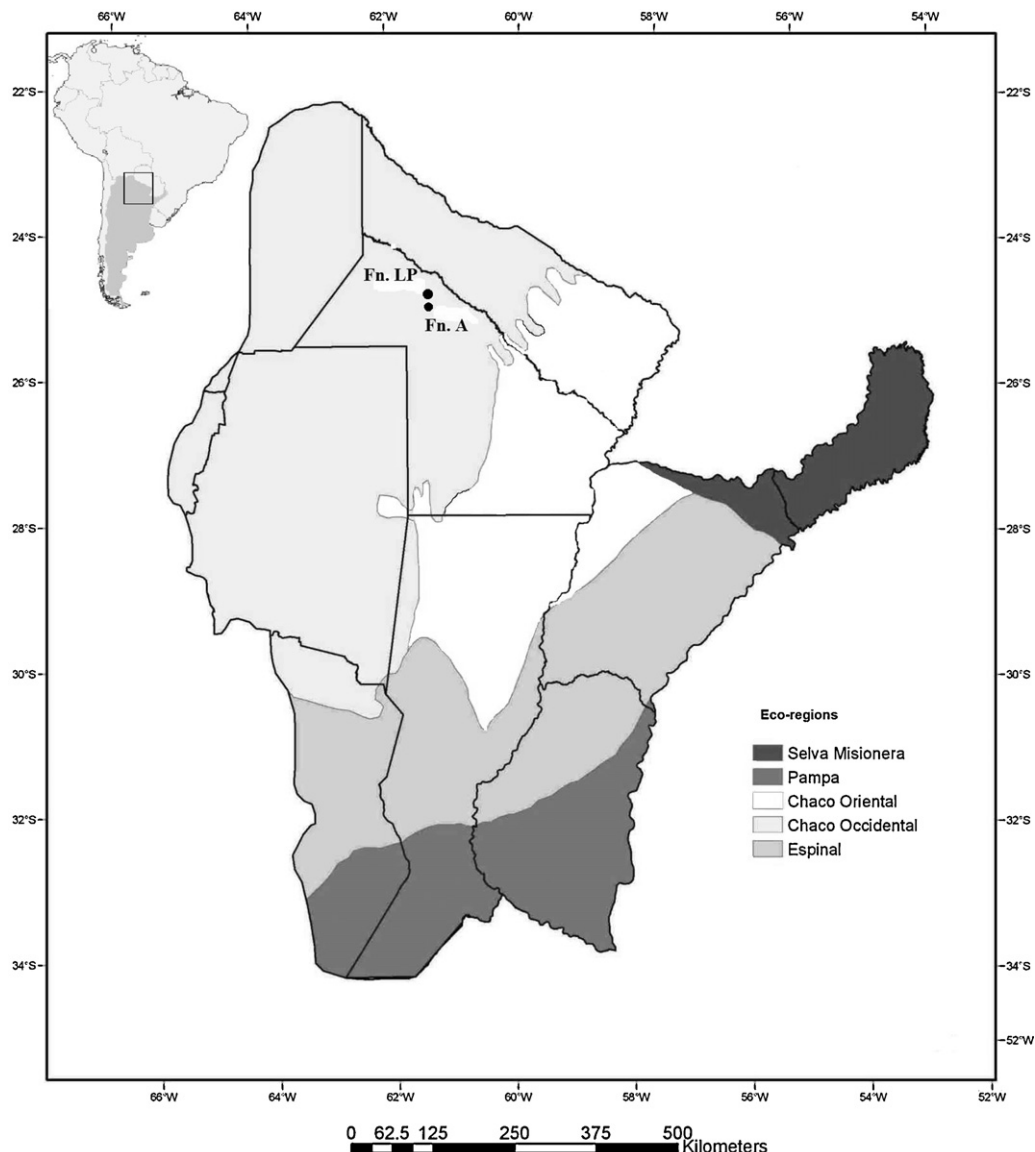 66°W 64°W 62°W 60°W 58°W 56°W 54°W
22°S 22°S
24°S 24°S
Fn. LP
Fn. A
26°S 26°S
28°S 28°S
30°S 30°S
Eco-regions
Selva Misionera
Pampa
Chaco Oriental
Chaco Occidental
Espinal
32°S 32°S
34°S 34°S
52°W
66°W 64°W 62°W 60°W 58°W 56°W 54°W 52°W
0 62.5 125 250 375 500
Kilometers